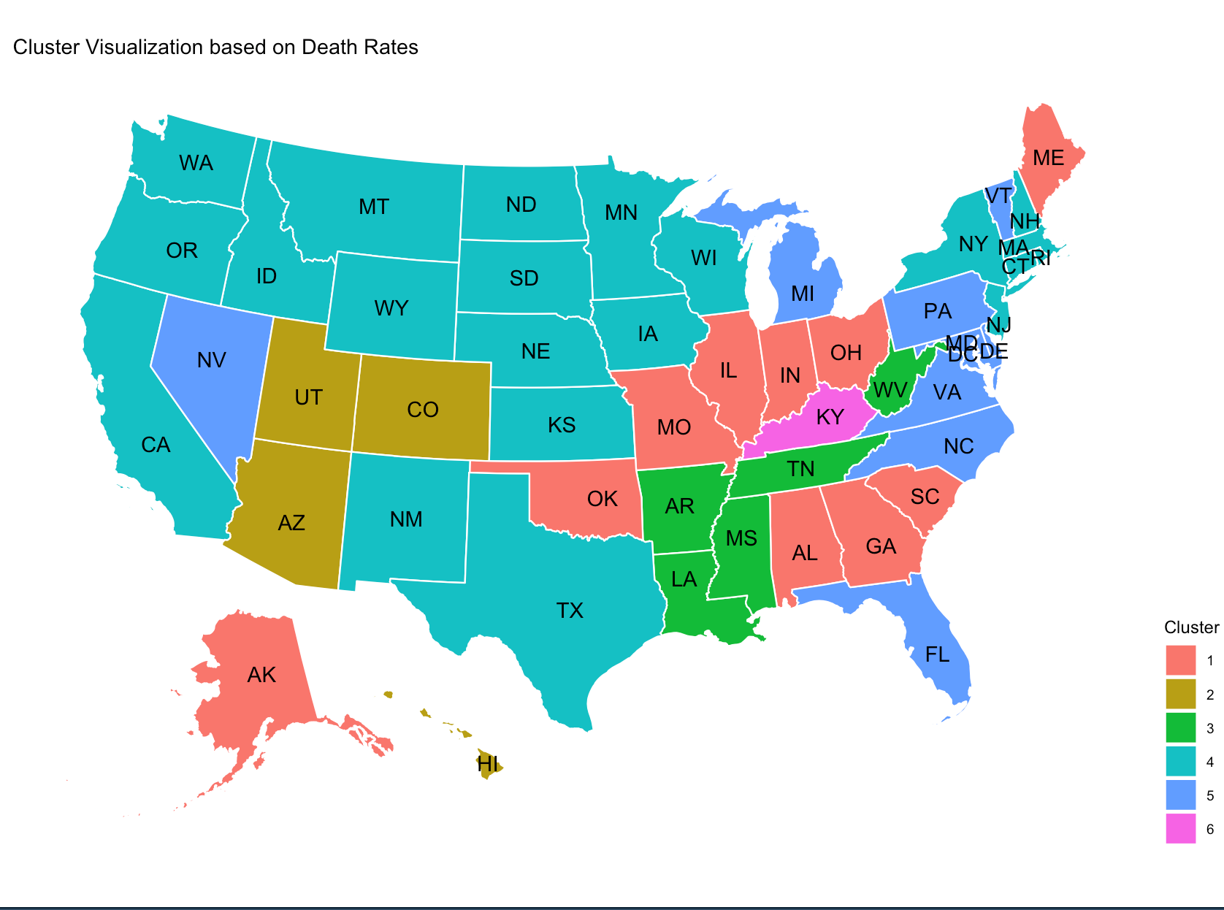 Cluster Visualization based on Death Rates
ME
WA
VT
MT
ND
MN
NH
OR
NY
MA
WI
RI
CT
ID
SD
MI
WY
PA
NJ
IA
MD
NE
DE
DC
OH
NV
IL
IN
WV
VA
UT
CO
KY
KS
MO
CA
NC
TN
SC
OK
AR
NM
AZ
MS
GA
AL
LA
TX
Cluster
FL
1
AK
2
3
HI
4
5
6